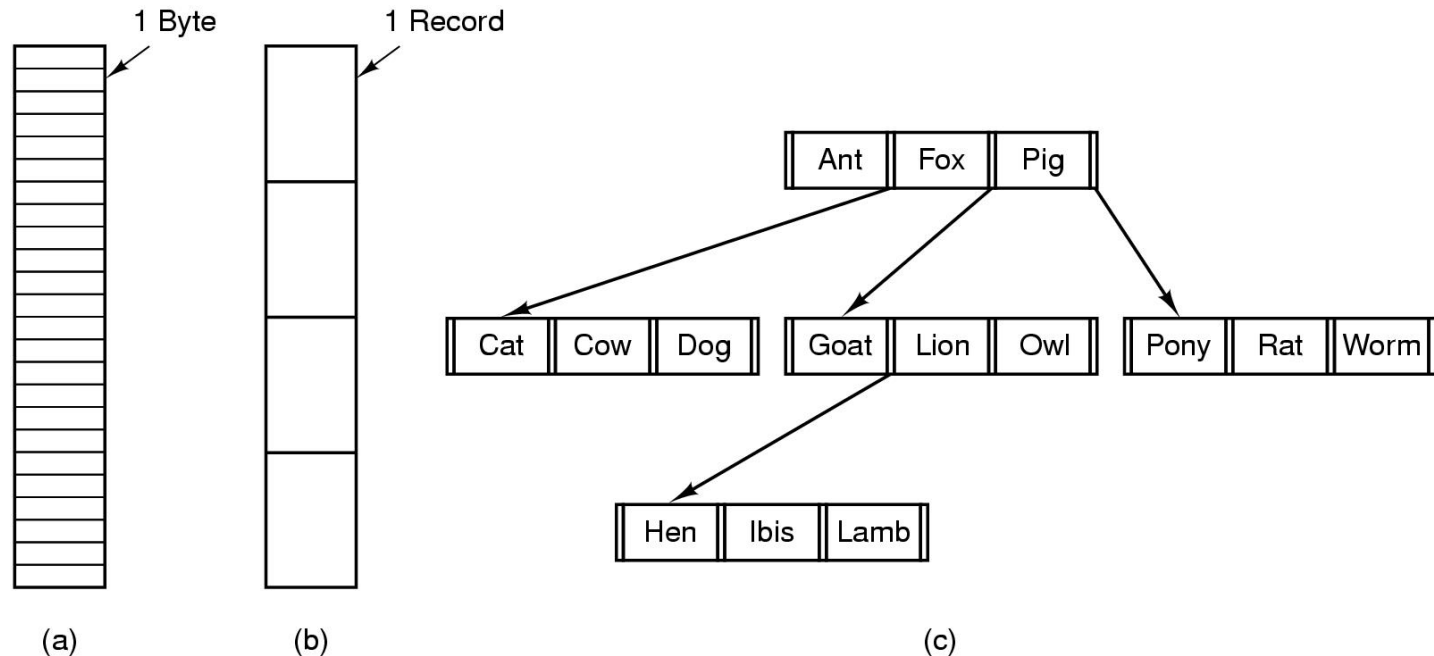 1 Byte
1 Record
Ant Fox Pig
Cat Cow Dog
Goat Lion Owl
Pony Rat Worm
Hen Ibis Lamb
(a)
(b)
(c)